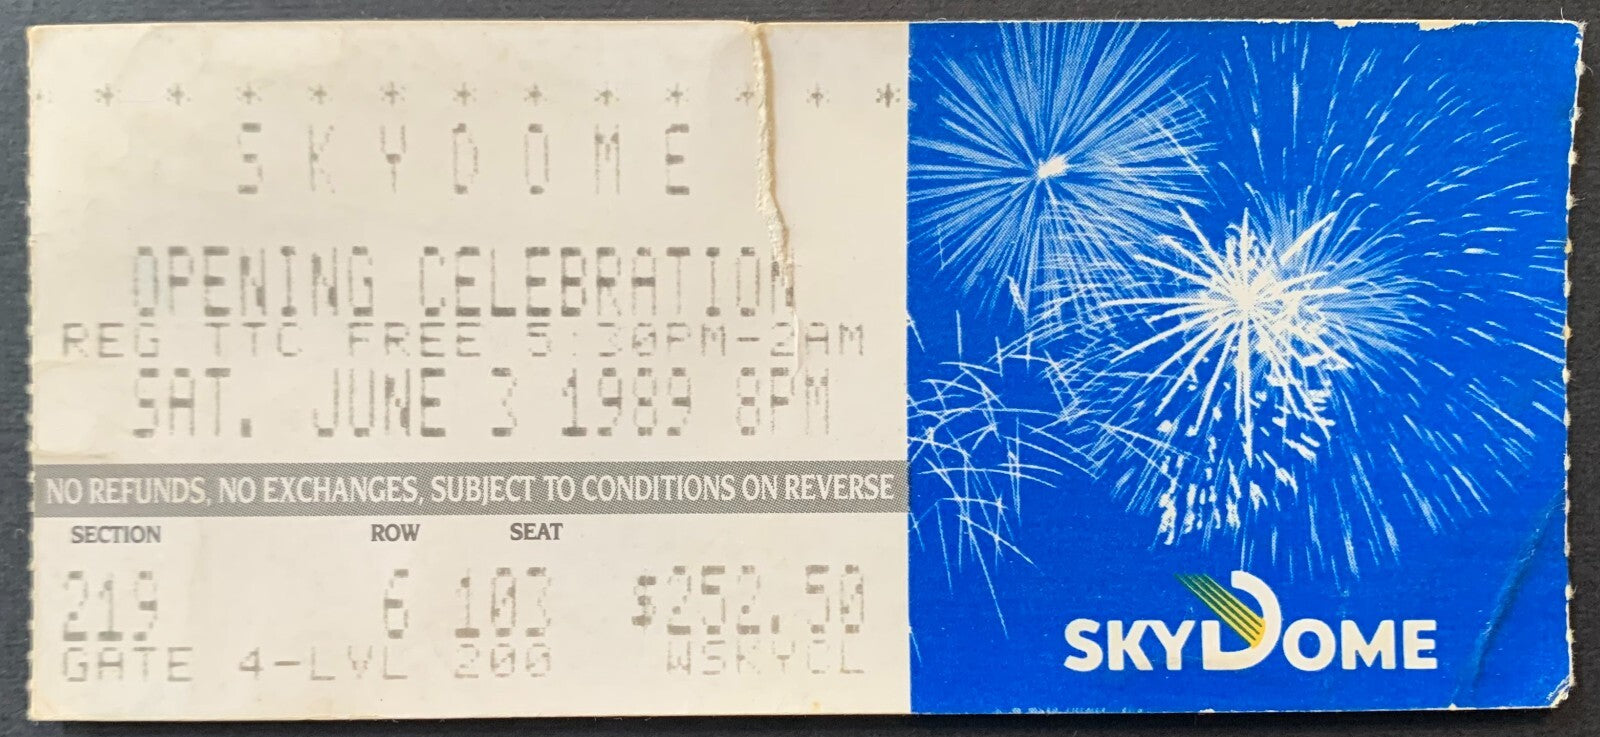 * * * * * * * * * * * * *
SKYDOME
OPENING CELEBRATION
REG TTC FREE 5:30PM-2AM
SAT. JUNE 3 1989 8PM
NO REFUNDS, NO EXCHANGES, SUBJECT TO CONDITIONS ON REVERSE
SECTION ROW SEAT
219 6 103 $252.50
GATE 4-LVL 200 WSKYCL
SKYDOME